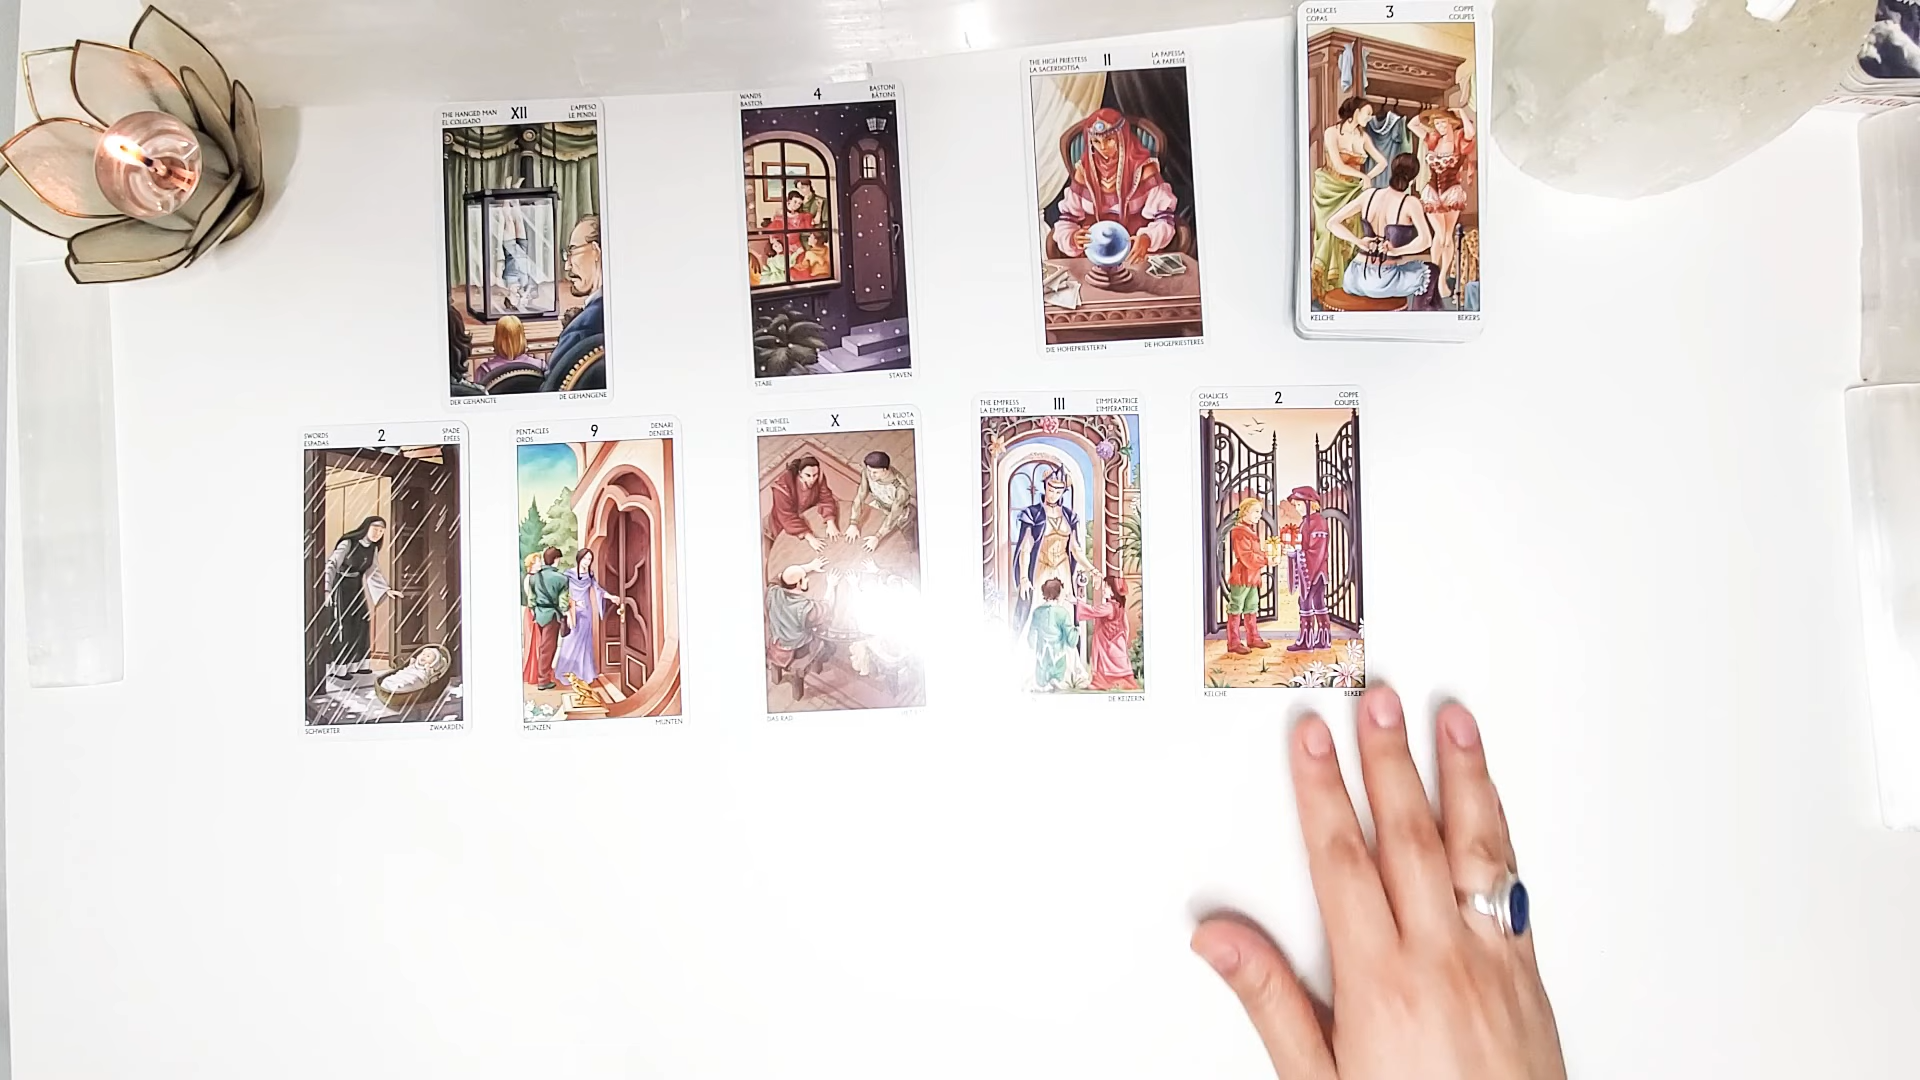 THE HANGED MAN
EL COLGADO
XII
L'APPESO
LE PENDU
DER GEHÄNGTE
DE GEHANGENE
WANDS
BASTOS
4
BASTONI
BÂTONS
STÄBE
STAVEN
THE HIGH PRIESTESS
LA SACERDOTISA
II
LA PAPESSA
LA PAPESSE
DIE HOHEPRIESTERIN
DE HOGEPRIESTERES
CHALICES
COPAS
3
COPPE
COUPES
KELCHE
BEKERS
SWORDS
ESPADAS
2
SPADE
ÉPÉES
SCHWERTER
ZWAARDEN
PENTACLES
OROS
9
DENARI
DENIERS
MÜNZEN
MUNTEN
THE WHEEL
LA RUEDA
X
LA RUOTA
LA ROUE
DAS RAD
THE EMPRESS
LA EMPERATRIZ
III
L'IMPERATRICE
L'IMPÉRATRICE
DE KEIZERIN
CHALICES
COPAS
2
COPPE
COUPES
KELCHE
BEKERS